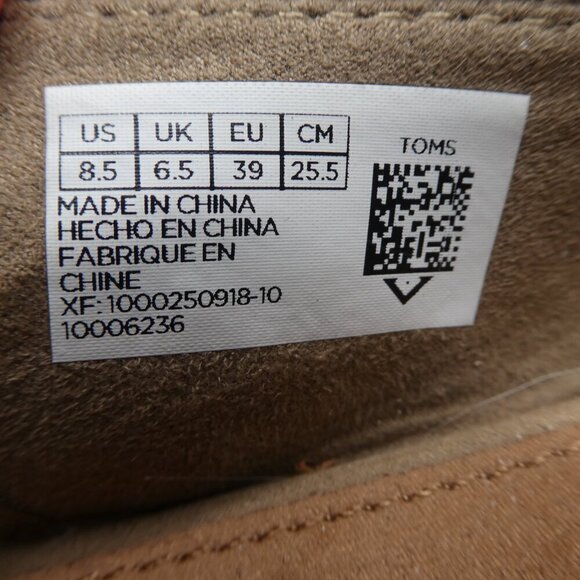 US UK EU CM
8.5 6.5 39 25.5
MADE IN CHINA
HECHO EN CHINA
FABRIQUE EN
CHINE
XF: 1000250918-10
10006236
TOMS